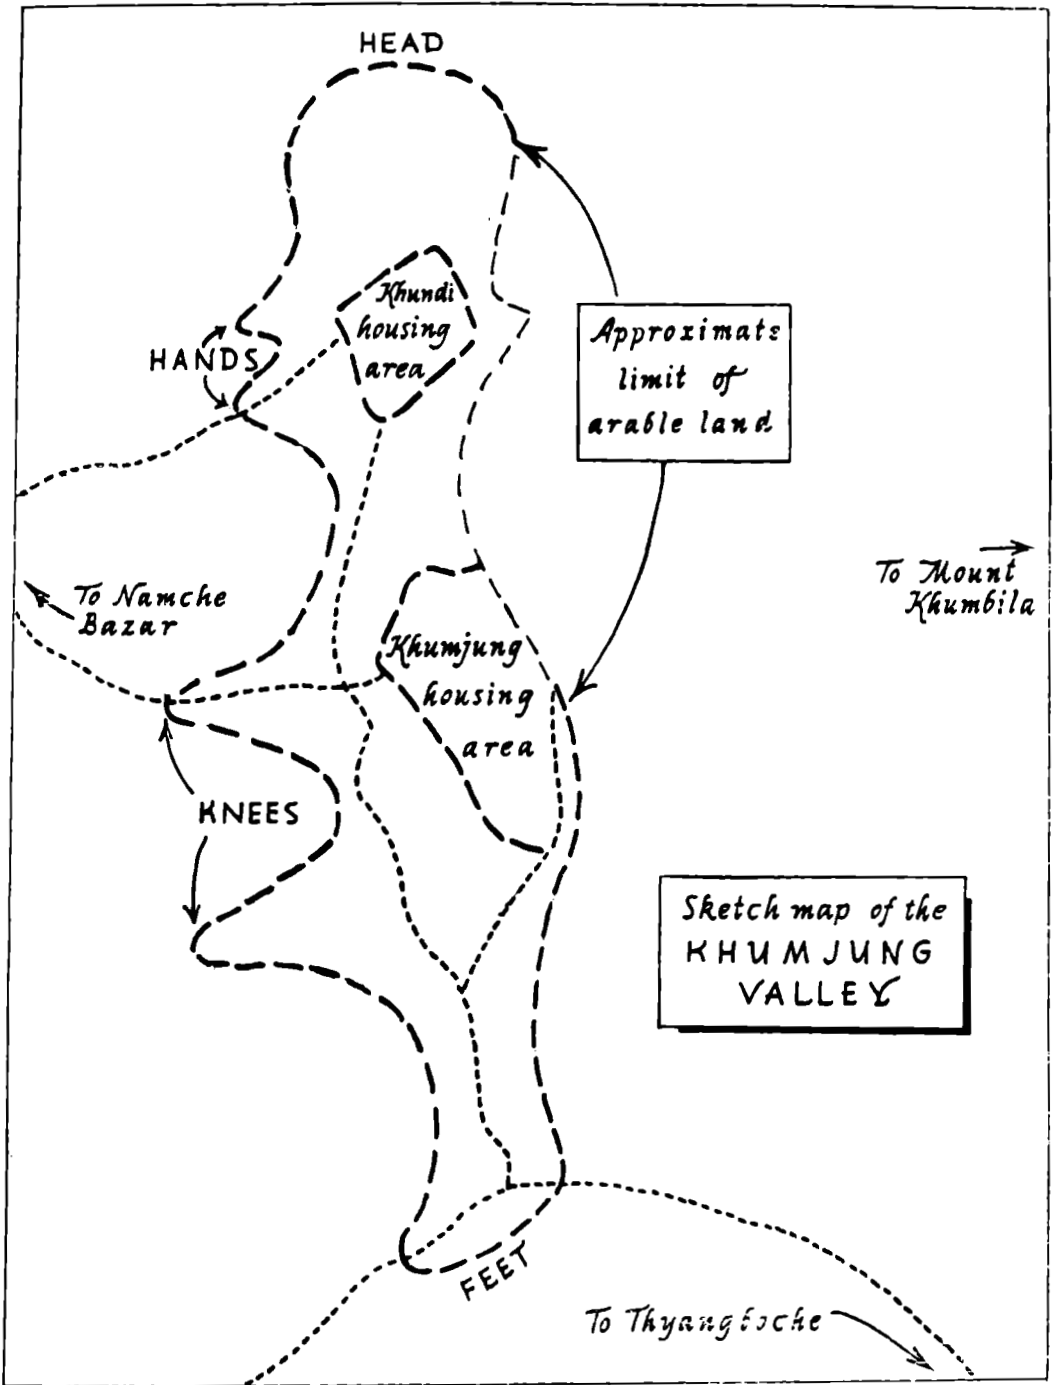 HEAD
Khundi
housing
area
HANDS
Approximate
limit of
arable land
To Mount
Khumbila
To Namche
Bazar
Khumjung
housing
area
KNEES
Sketch map of the
KHUMJUNG
VALLEY
FEET
To Thyangboche